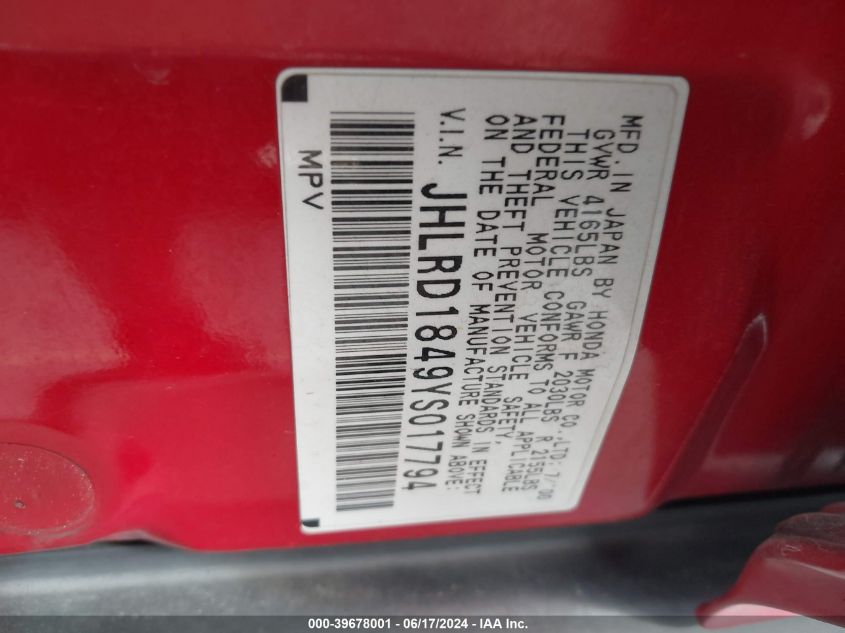 MFD. IN JAPAN BY HONDA MOTOR CO.,LTD: 7/'00
GVWR 4165LBS GAWR F 2030LBS R 2155LBS
THIS VEHICLE CONFORMS TO ALL APPLICABLE
FEDERAL MOTOR VEHICLE SAFETY,
AND THEFT PREVENTION STANDARDS IN EFFECT
ON THE DATE OF MANUFACTURE SHOWN ABOVE:
V.I.N. JHLRD1849YS017794
MPV
000-39678001 - 06/17/2024 - IAA Inc.